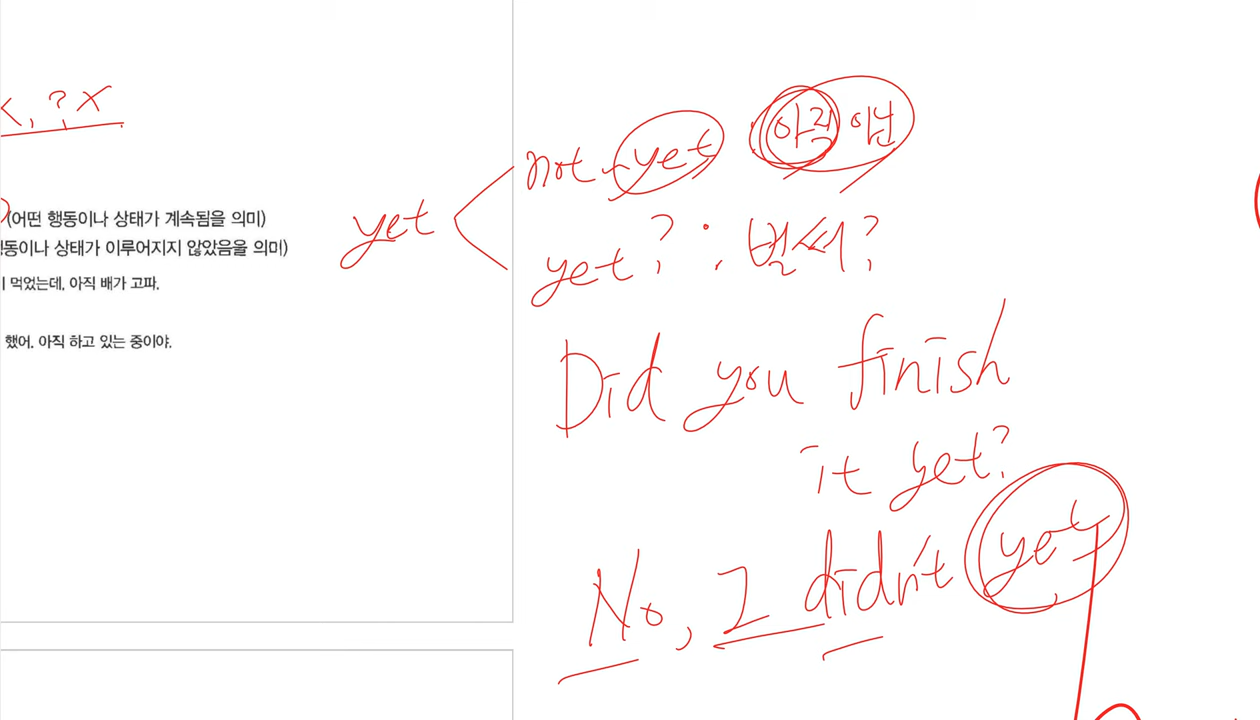 ? X
not + yet 아직 아닌
(어떤 행동이나 상태가 계속됨을 의미)
yet
동이나 상태가 이루어지지 않았음을 의미)
yet? : 벌써?
먹었는데, 아직 배가 고파.
했어. 아직 하고 있는 중이야.
Did you finish
it yet?
No, I didn't yet